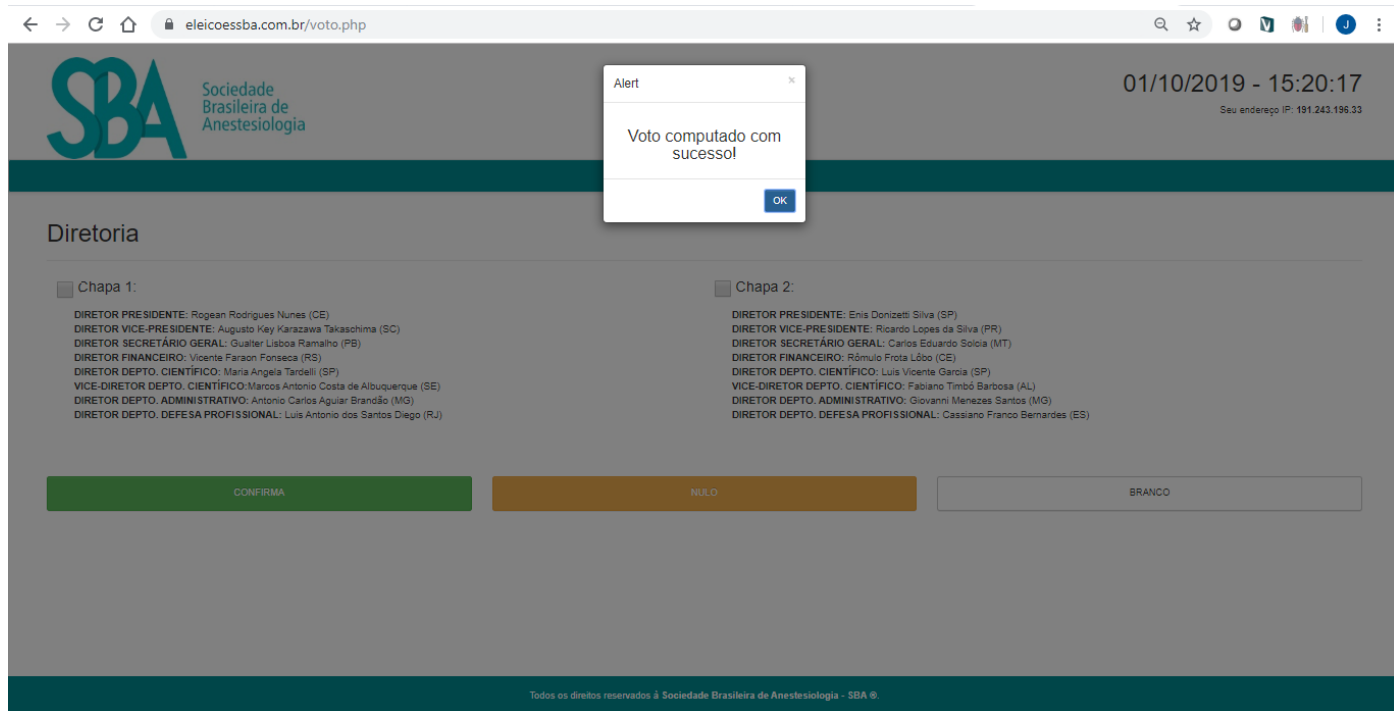 eleicoessba.com.br/voto.php
J
SBA
Sociedade
Brasileira de
Anestesiologia
Alert
×
Voto computado com
sucesso!
OK
01/10/2019 - 15:20:17
Seu endereço IP: 191.243.196.33
Diretoria
Chapa 1:
DIRETOR PRESIDENTE: Rogean Rodrigues Nunes (CE)
DIRETOR VICE-PRESIDENTE: Augusto Key Karazawa Takaschima (SC)
DIRETOR SECRETÁRIO GERAL: Gualter Lisboa Ramalho (PB)
DIRETOR FINANCEIRO: Vicente Faraon Fonseca (RS)
DIRETOR DEPTO. CIENTÍFICO: Maria Angela Tardelli (SP)
VICE-DIRETOR DEPTO. CIENTÍFICO:Marcos Antonio Costa de Albuquerque (SE)
DIRETOR DEPTO. ADMINISTRATIVO: Antonio Carlos Aguiar Brandão (MG)
DIRETOR DEPTO. DEFESA PROFISSIONAL: Luis Antonio dos Santos Diego (RJ)
Chapa 2:
DIRETOR PRESIDENTE: Enis Donizetti Silva (SP)
DIRETOR VICE-PRESIDENTE: Ricardo Lopes da Silva (PR)
DIRETOR SECRETÁRIO GERAL: Carlos Eduardo Soloia (MT)
DIRETOR FINANCEIRO: Rômulo Frota Lôbo (CE)
DIRETOR DEPTO. CIENTÍFICO: Luis Vicente Garcia (SP)
VICE-DIRETOR DEPTO. CIENTÍFICO: Fabiano Timbó Barbosa (AL)
DIRETOR DEPTO. ADMINISTRATIVO: Giovanni Menezes Santos (MG)
DIRETOR DEPTO. DEFESA PROFISSIONAL: Cassiano Franco Bernardes (ES)
CONFIRMA
NULO
BRANCO
Todos os direitos reservados à Sociedade Brasileira de Anestesiologia - SBA ®.